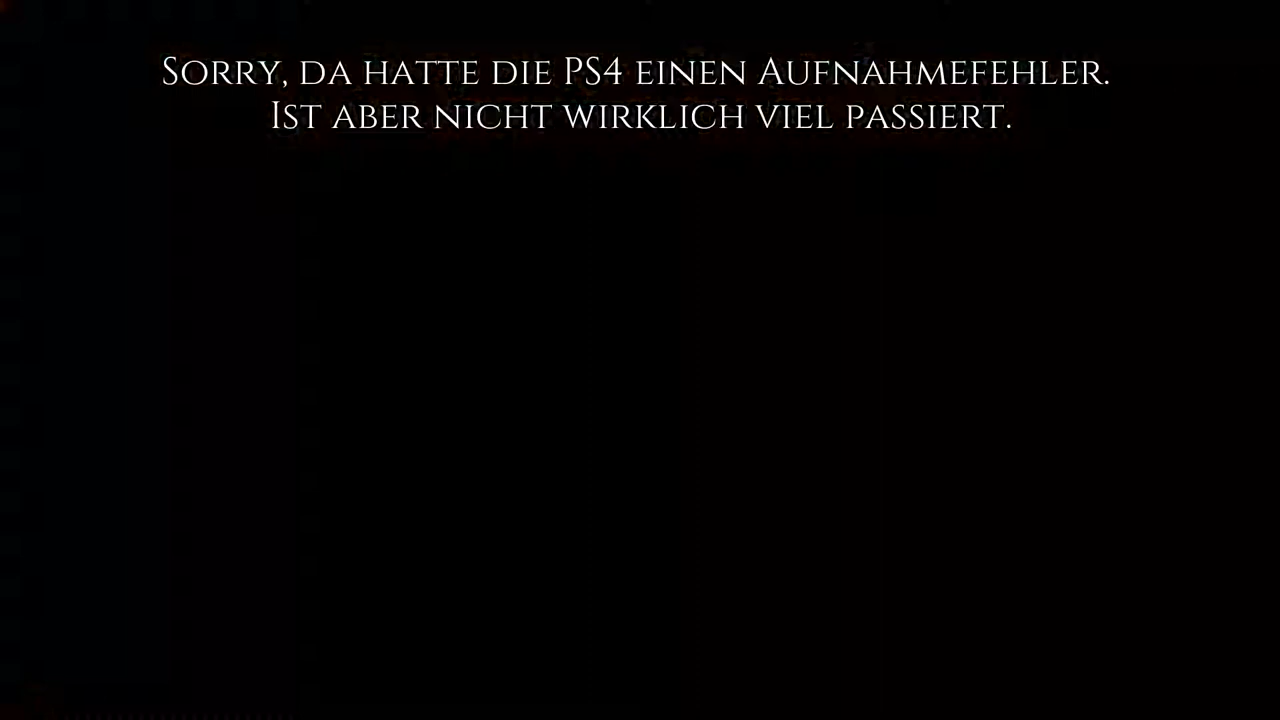 Sorry, da hatte die PS4 einen Aufnahmefehler.
Ist aber nicht wirklich viel passiert.